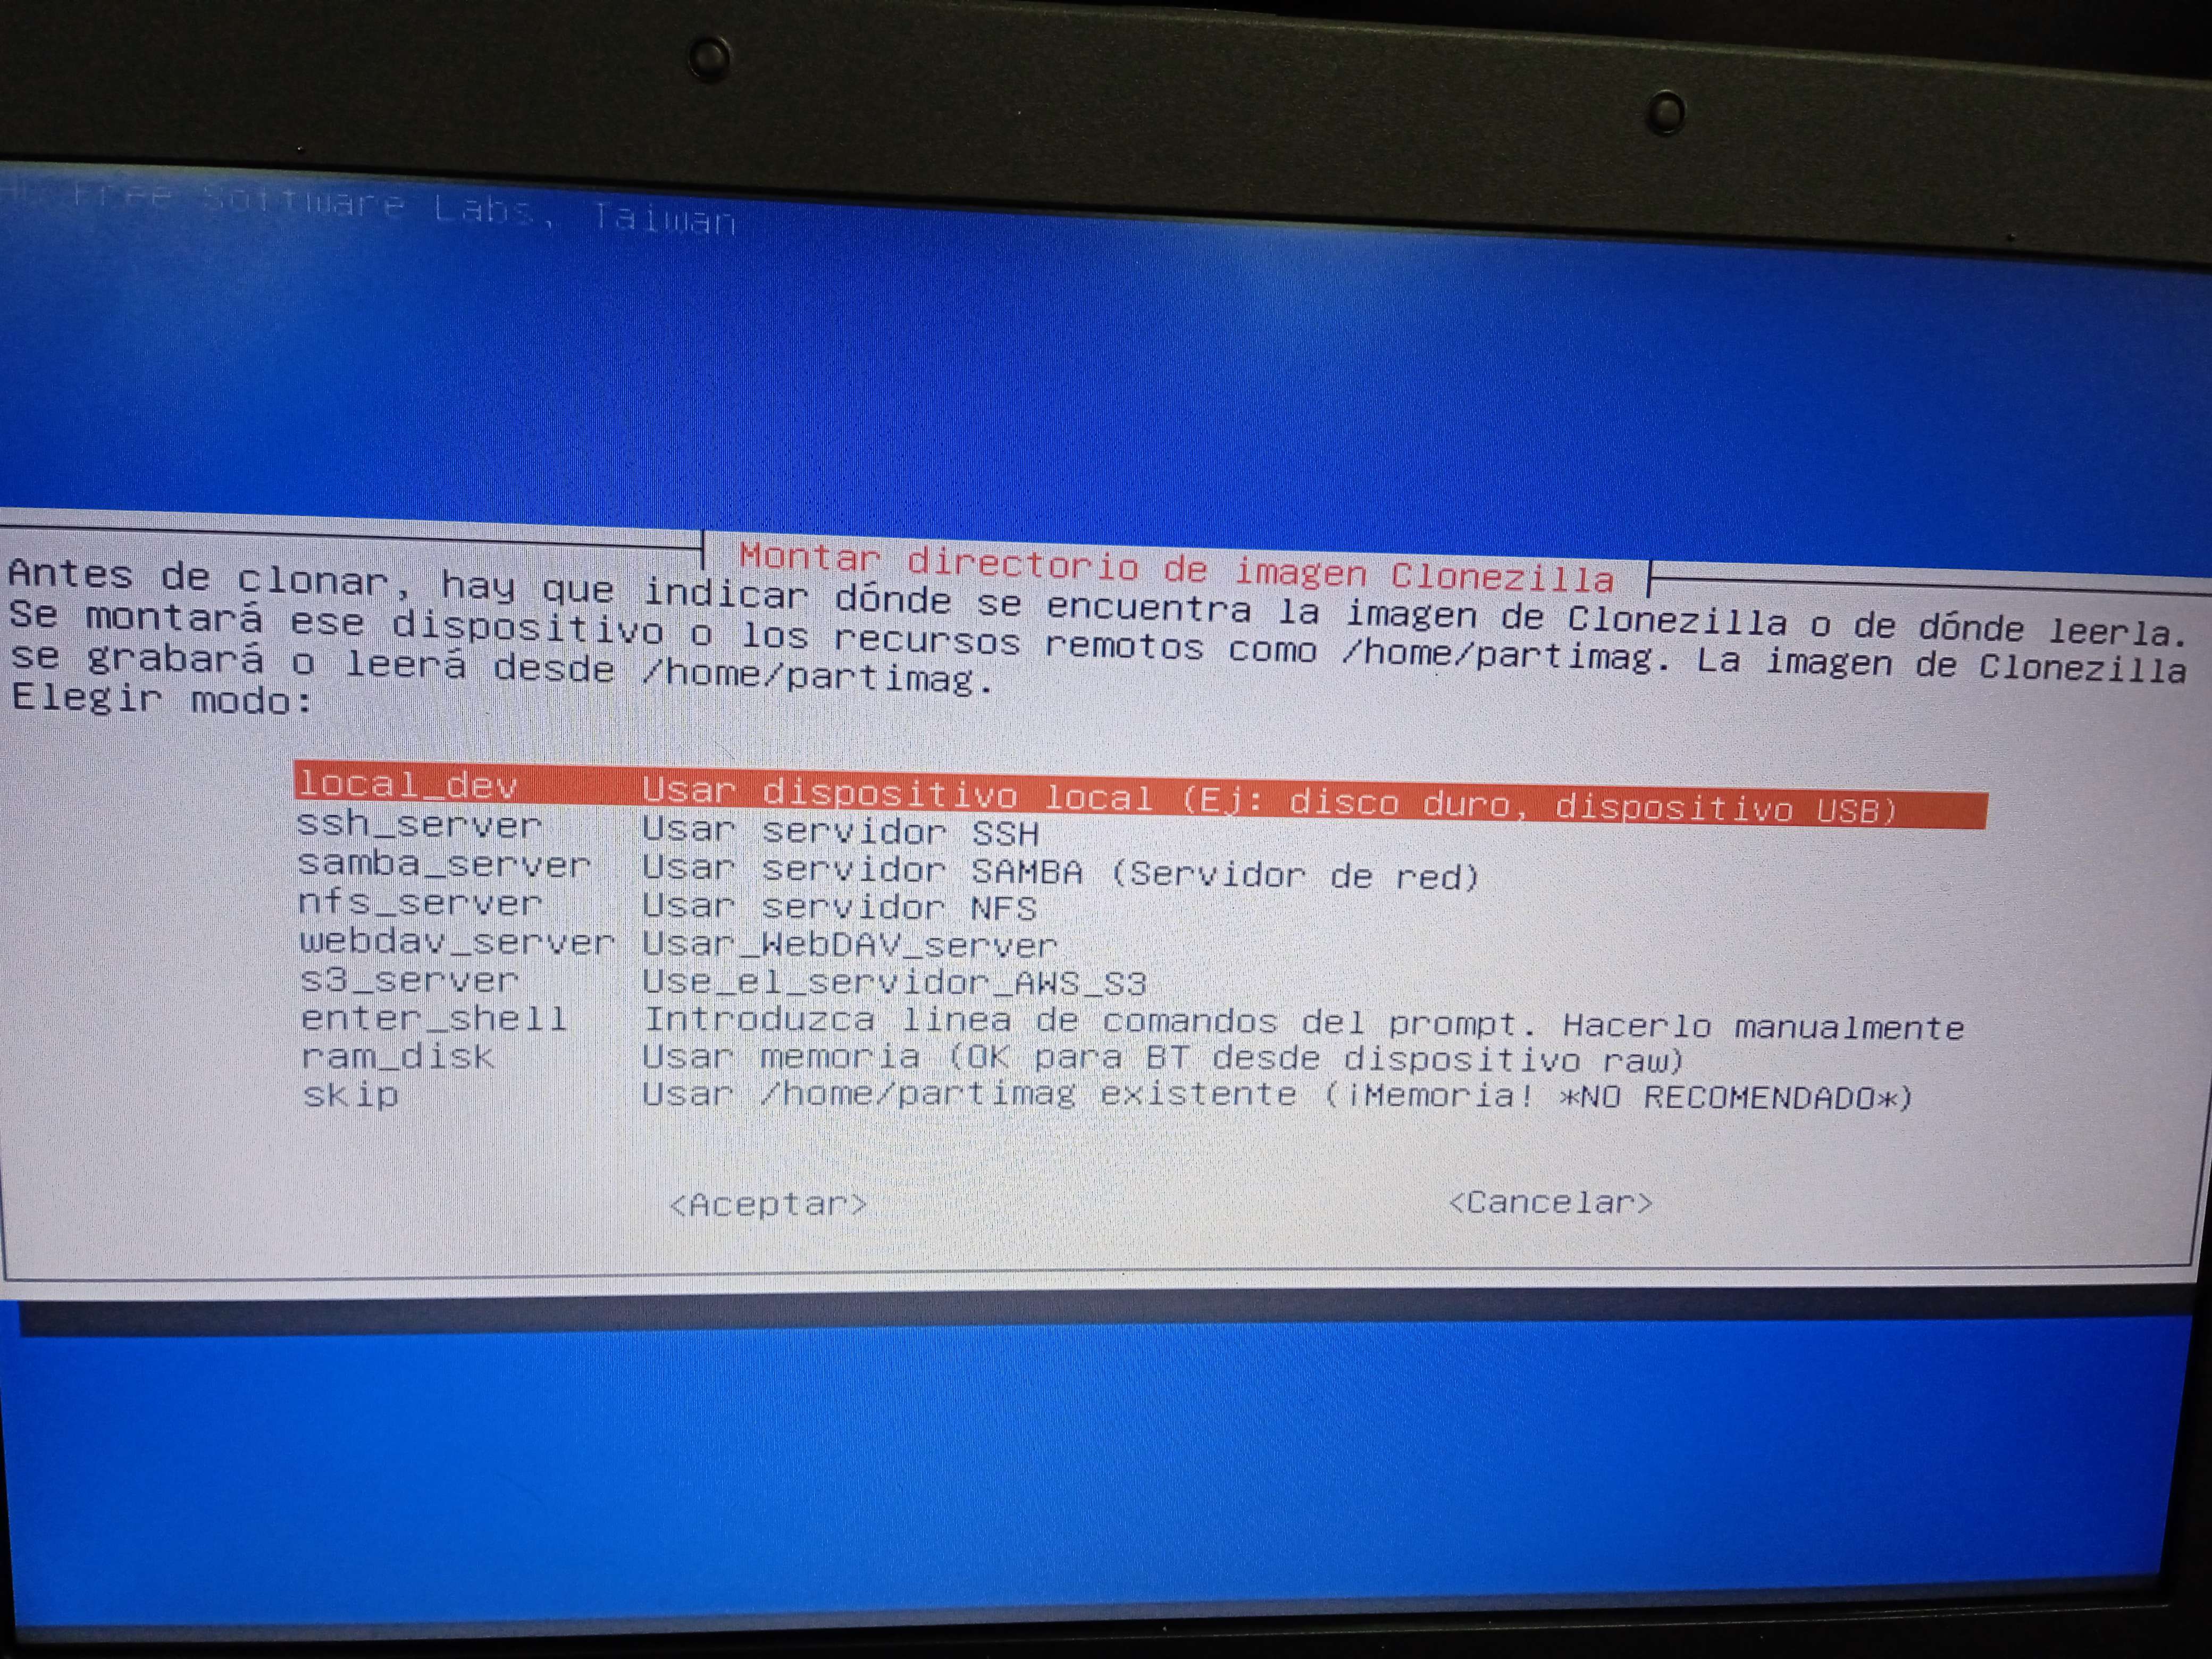 Free Software Labs, Taiwan
Montar directorio de imagen Clonezilla
Antes de clonar, hay que indicar dónde se encuentra la imagen de Clonezilla o de dónde leerla.
Se montará ese dispositivo o los recursos remotos como /home/partimag. La imagen de Clonezilla
se grabará o leerá desde /home/partimag.
Elegir modo:
local_dev Usar dispositivo local (Ej: disco duro, dispositivo USB)
ssh_server Usar servidor SSH
samba_server Usar servidor SAMBA (Servidor de red)
nfs_server Usar servidor NFS
webdav_server Usar_WebDAV_server
s3_server Use_el_servidor_AWS_S3
enter_shell Introduzca linea de comandos del prompt. Hacerlo manualmente
ram_disk Usar memoria (OK para BT desde dispositivo raw)
skip Usar /home/partimag existente (¡Memoria! *NO RECOMENDADO*)
<Aceptar> <Cancelar>